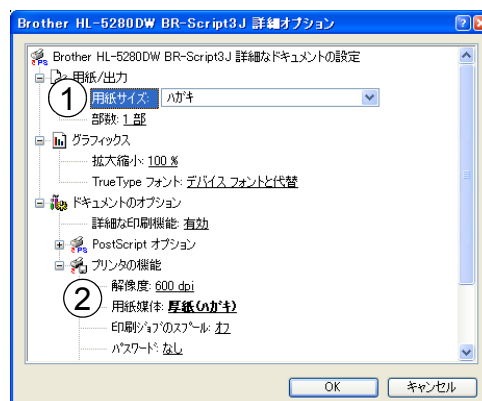 Brother HL-5280DW BR-Script3J 詳細オプション
Brother HL-5280DW BR-Script3J 詳細なドキュメントの設定
用紙/出力
① 用紙サイズ: ハガキ
部数: 1 部
グラフィックス
拡大縮小: 100 %
TrueType フォント: デバイス フォントと代替
ドキュメントのオプション
詳細な印刷機能: 有効
PostScript オプション
プリンタの機能
解像度: 600 dpi
② 用紙媒体: 厚紙(ハガキ)
印刷ジョブのスプール: オフ
パスワード: なし
OK キャンセル